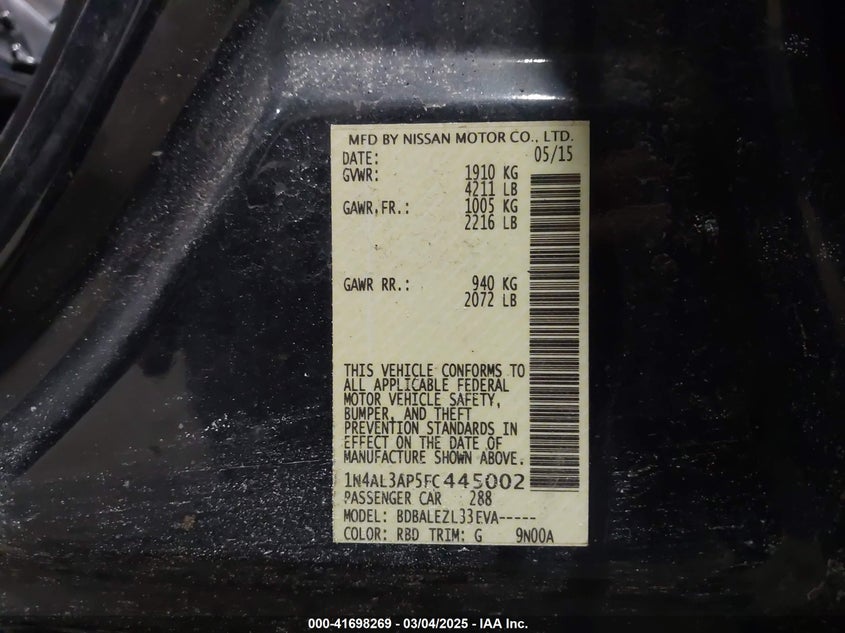 MFD BY NISSAN MOTOR CO., LTD.
DATE: 05/15
GVWR: 1910 KG
4211 LB
GAWR,FR.: 1005 KG
2216 LB
GAWR RR.: 940 KG
2072 LB
THIS VEHICLE CONFORMS TO
ALL APPLICABLE FEDERAL
MOTOR VEHICLE SAFETY,
BUMPER, AND THEFT
PREVENTION STANDARDS IN
EFFECT ON THE DATE OF
MANUFACTURE SHOWN ABOVE.
1N4AL3AP5FC445002
PASSENGER CAR 288
MODEL: BDBALEZL33EVA-----
COLOR: RBD TRIM: G 9N00A
000-41698269 - 03/04/2025 - IAA Inc.